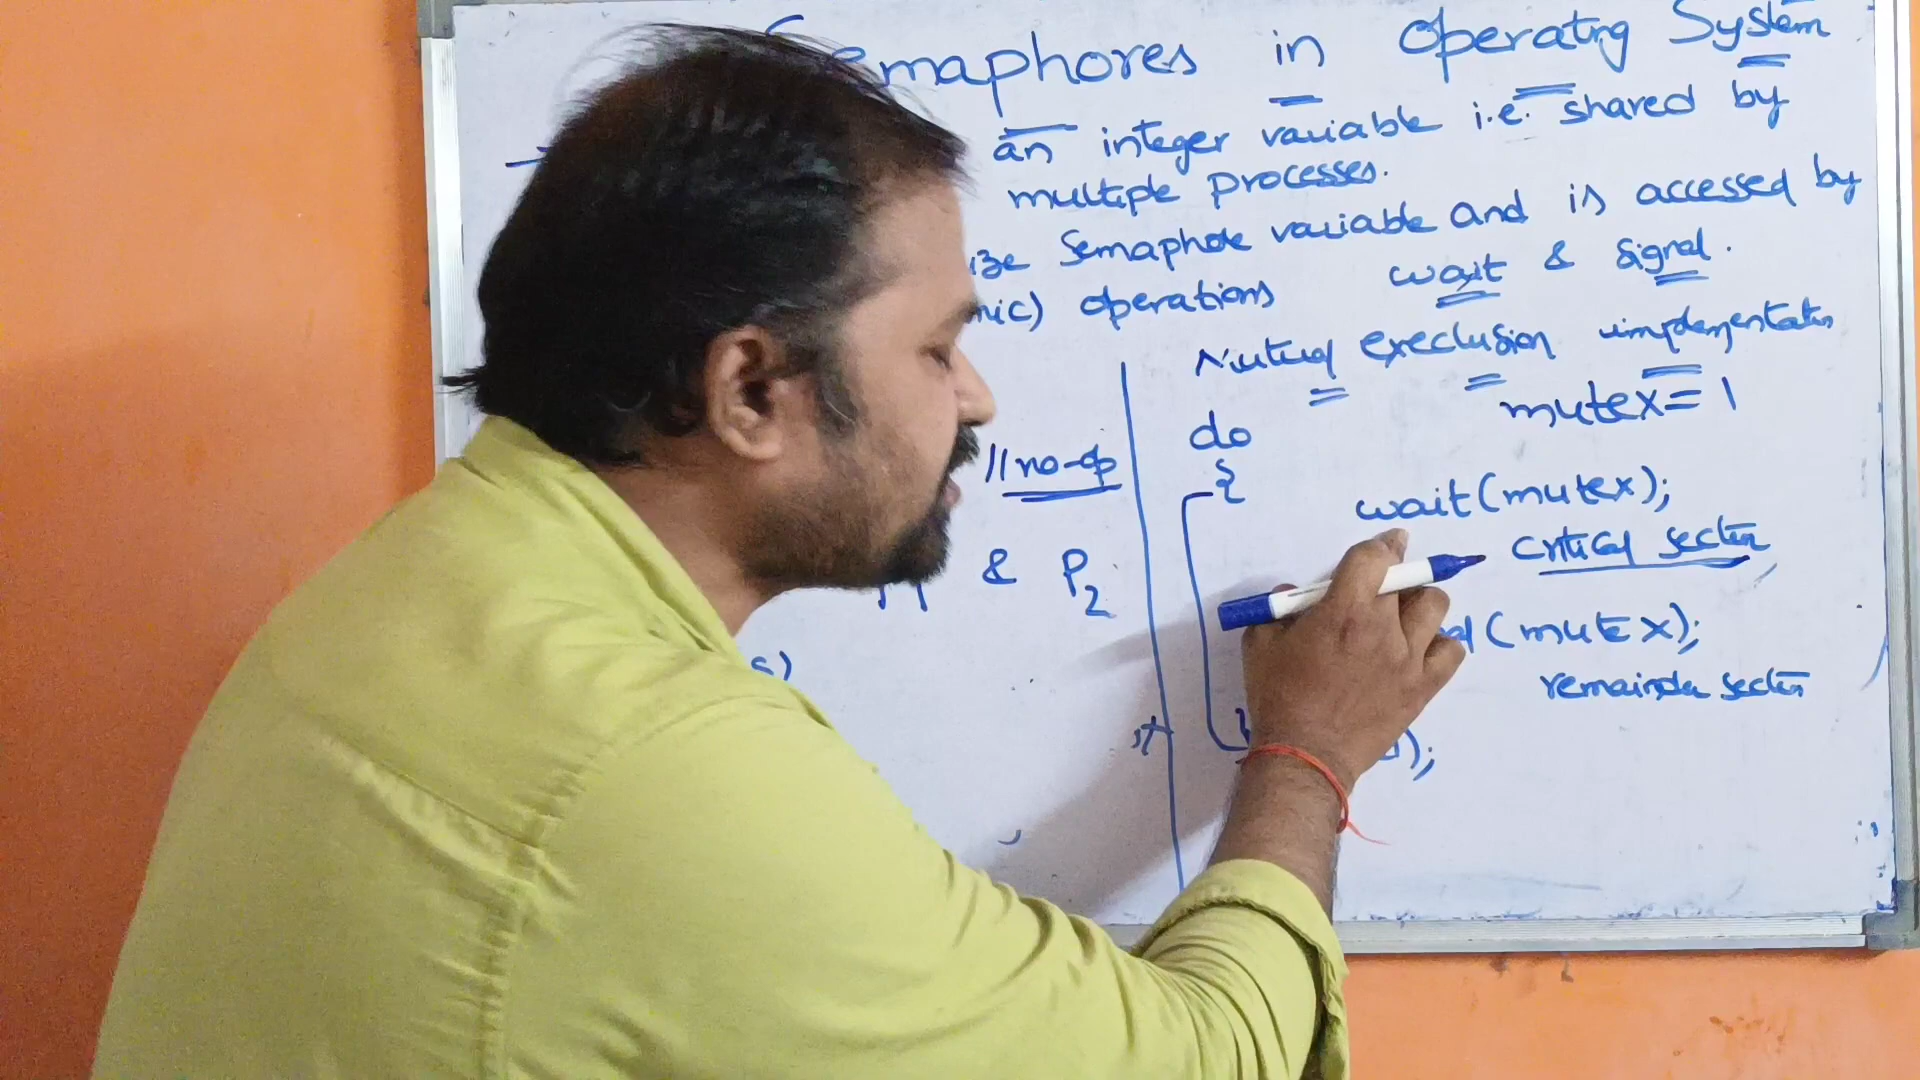 Semaphores in Operating System
an integer variable i.e. shared by
multiple processes.
ize Semaphore variable and is accessed by
mic) operations wait & signal.
Mutual execlusion implementation
mutex=1
do
{
//no-op
wait(mutex);
critical section
& P2
(mutex);
s)
remainder section
}
);